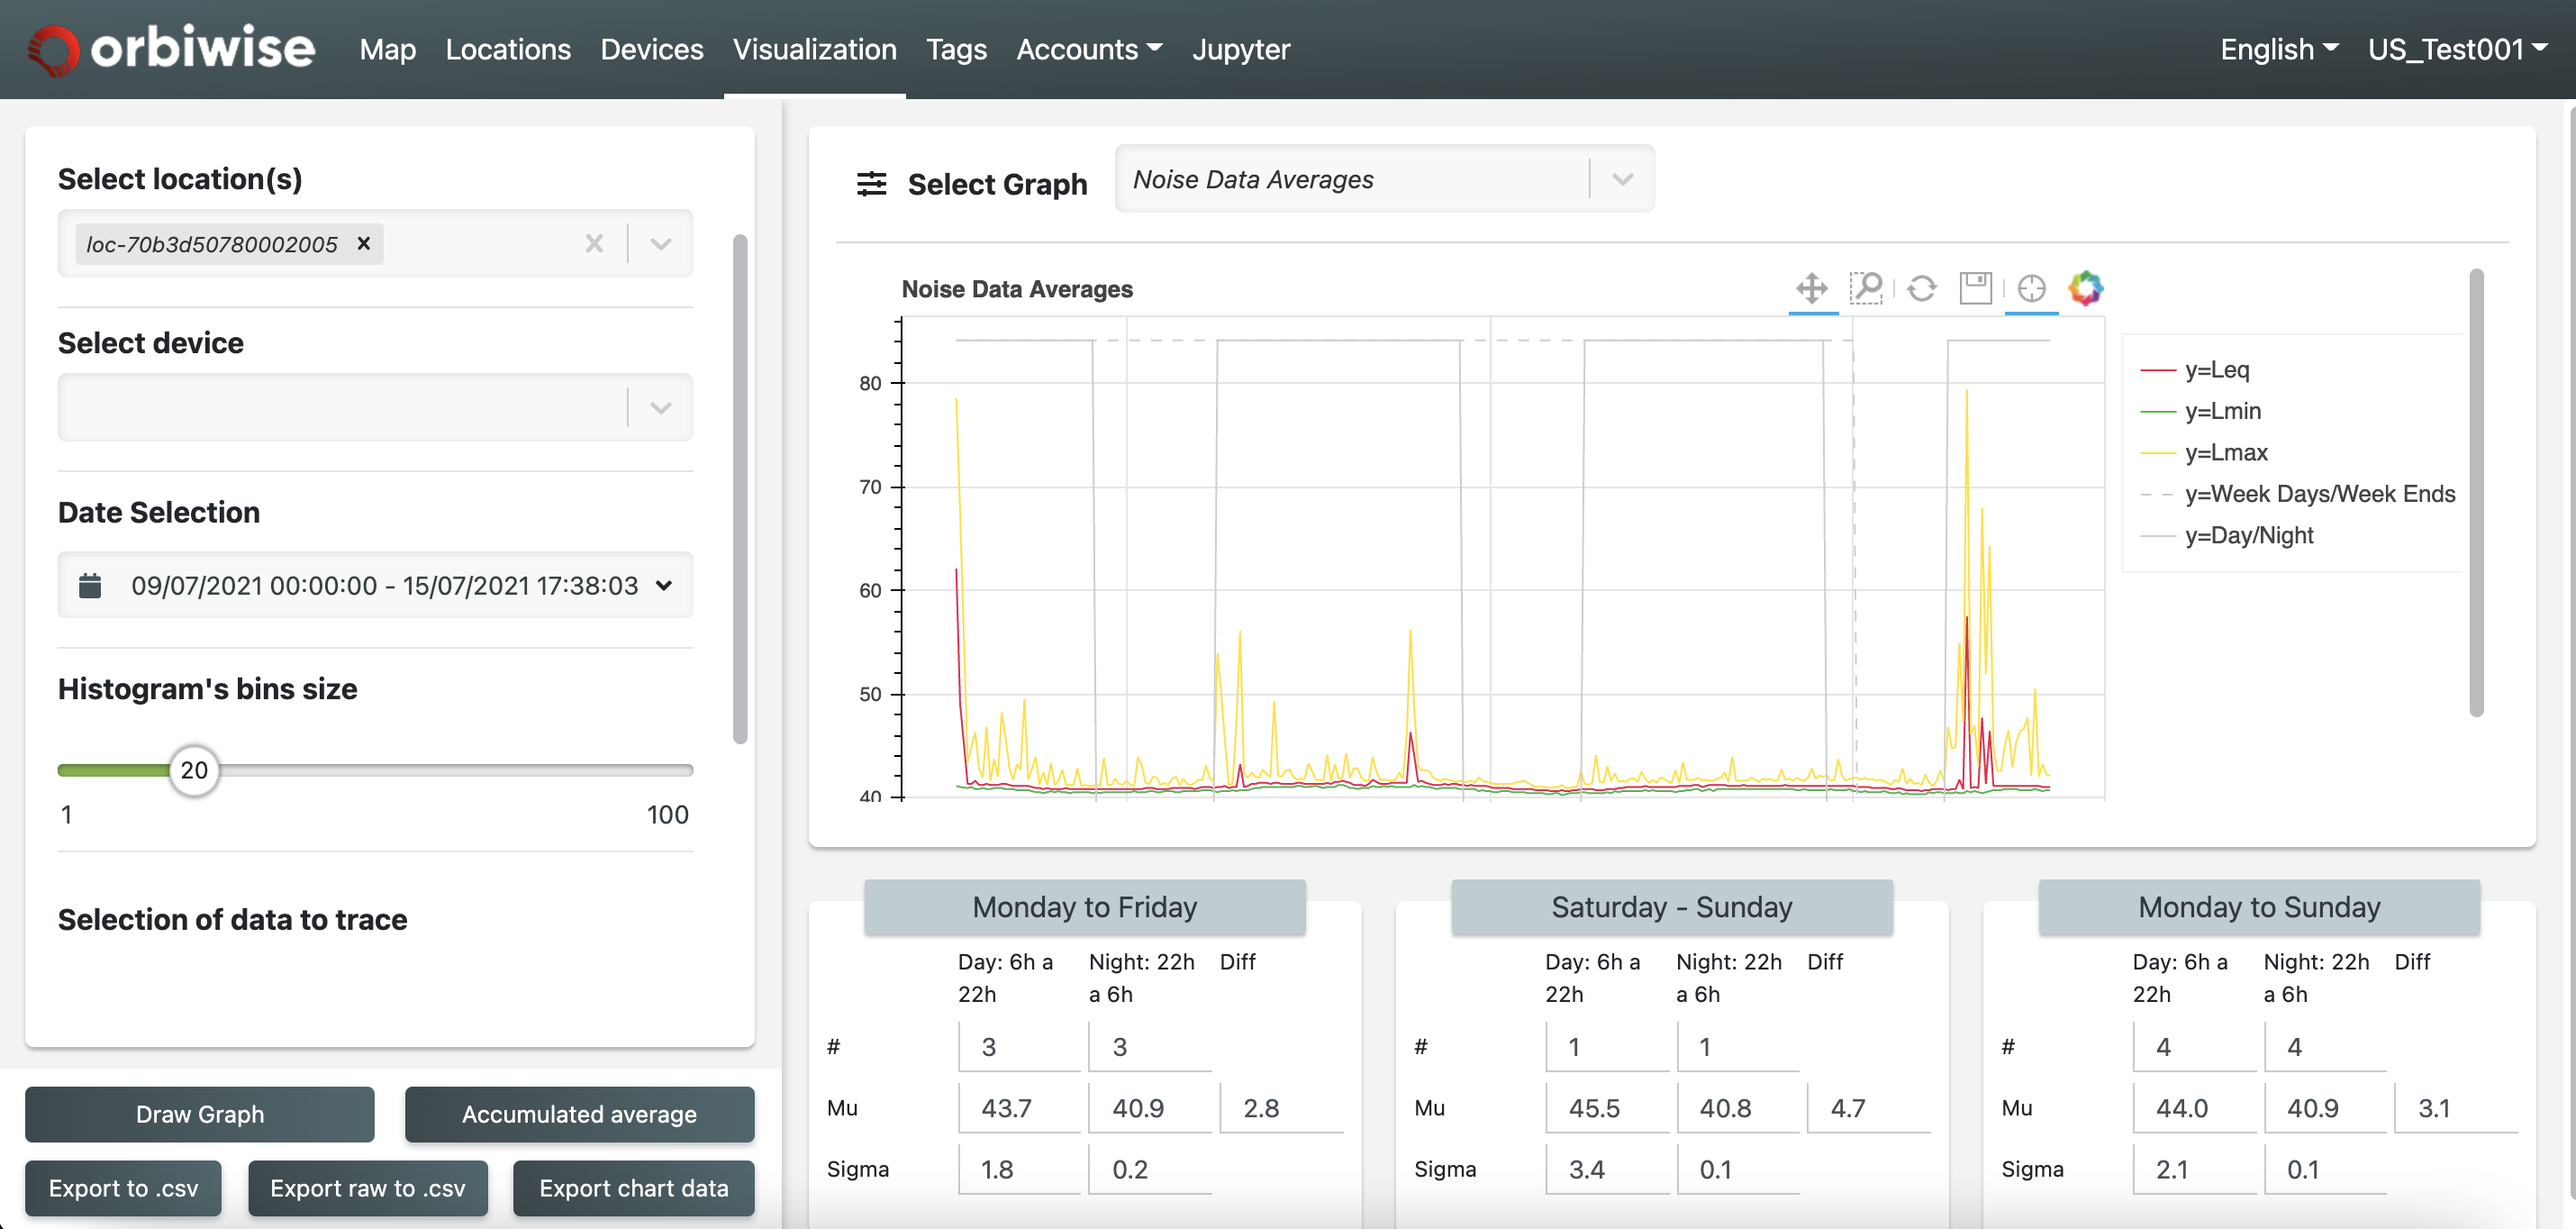 orbiwise Map Locations Devices Visualization Tags Accounts Jupyter English US_Test001
Select location(s)
loc-70b3d50780002005
Select device
Date Selection
09/07/2021 00:00:00 - 15/07/2021 17:38:03
Histogram's bins size
20
1 100
Selection of data to trace
Draw Graph Accumulated average
Export to .csv Export raw to .csv Export chart data
Select Graph Noise Data Averages
Noise Data Averages
80
70
60
50
40
y=Leq
y=Lmin
y=Lmax
y=Week Days/Week Ends
y=Day/Night
Monday to Friday
Day: 6h a 22h Night: 22h a 6h Diff
# 3 3
Mu 43.7 40.9 2.8
Sigma 1.8 0.2
Saturday - Sunday
Day: 6h a 22h Night: 22h a 6h Diff
# 1 1
Mu 45.5 40.8 4.7
Sigma 3.4 0.1
Monday to Sunday
Day: 6h a 22h Night: 22h a 6h Diff
# 4 4
Mu 44.0 40.9 3.1
Sigma 2.1 0.1